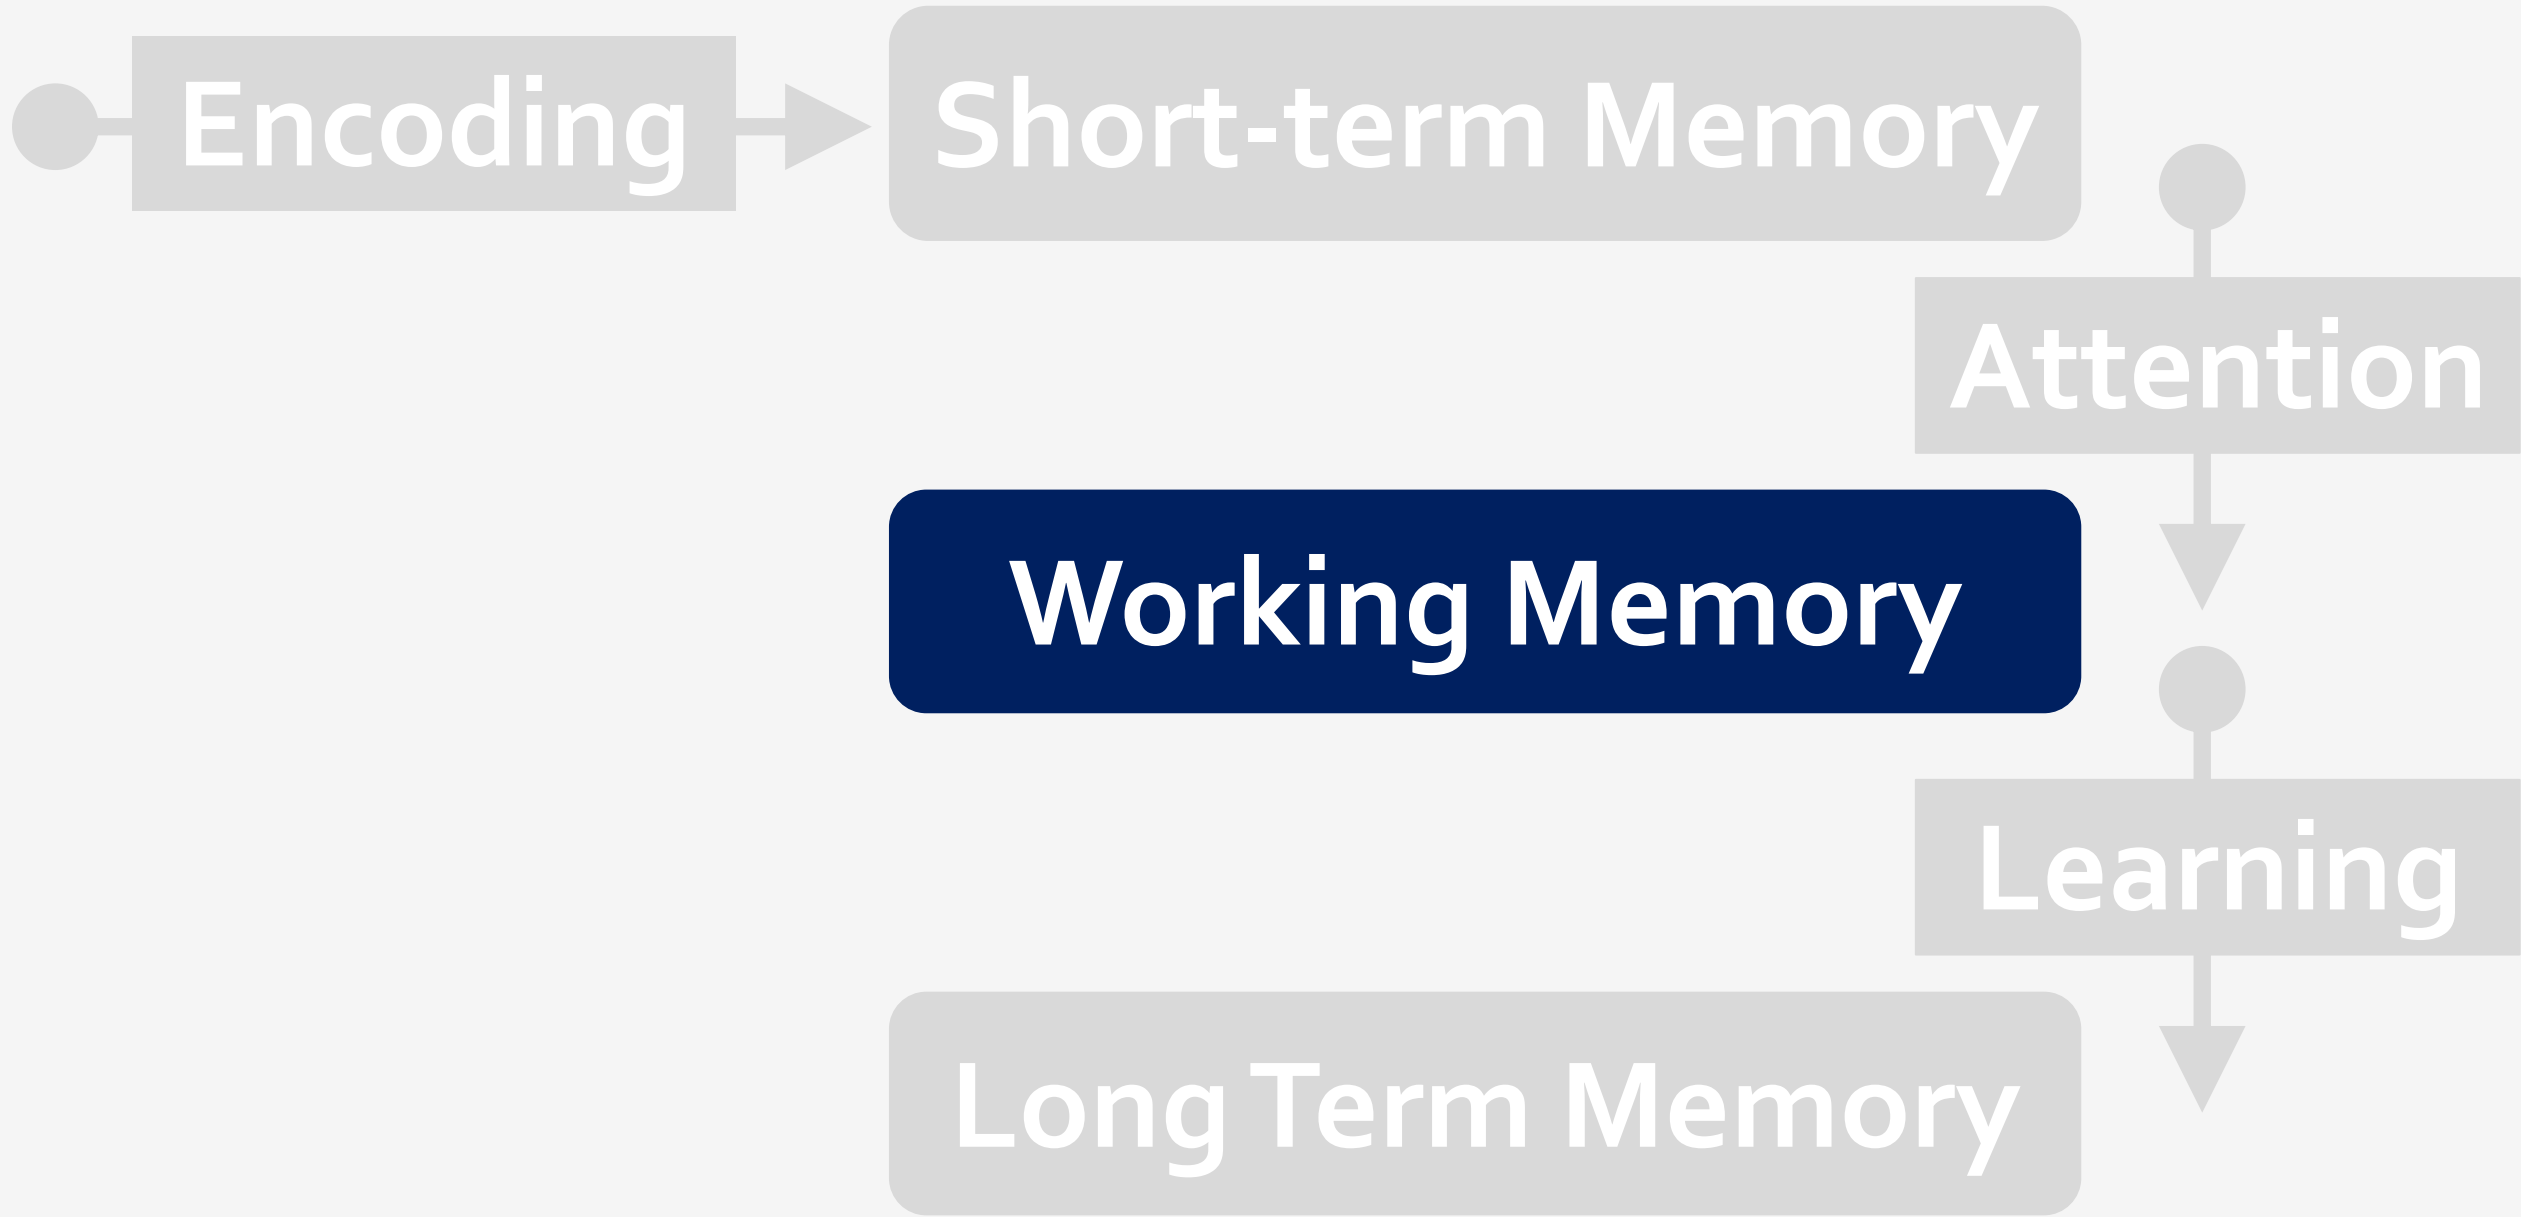 Encoding
Short-term Memory
Attention
Working Memory
Learning
Long Term Memory